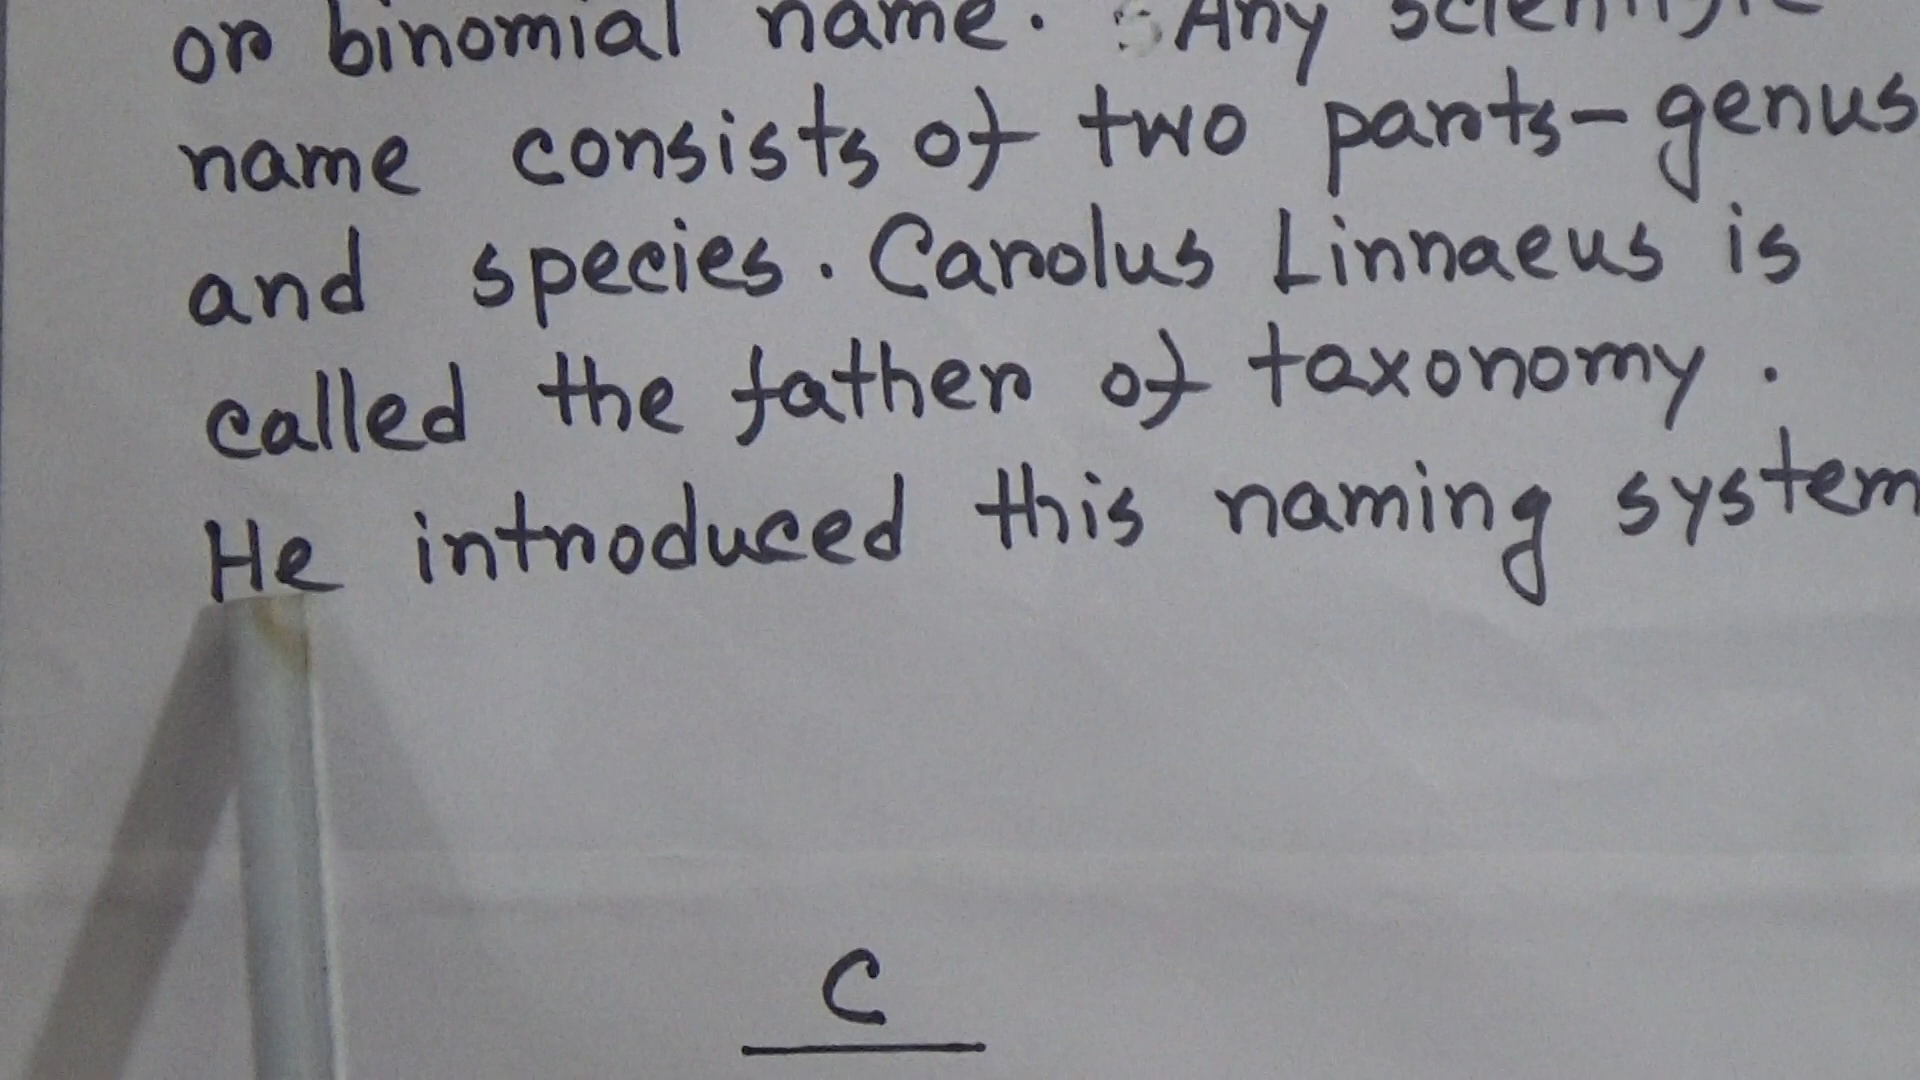 or binomial name. Any scientific
name consists of two parts- genus
and species. Carolus Linnaeus is
called the father of taxonomy.
He introduced this naming system
C